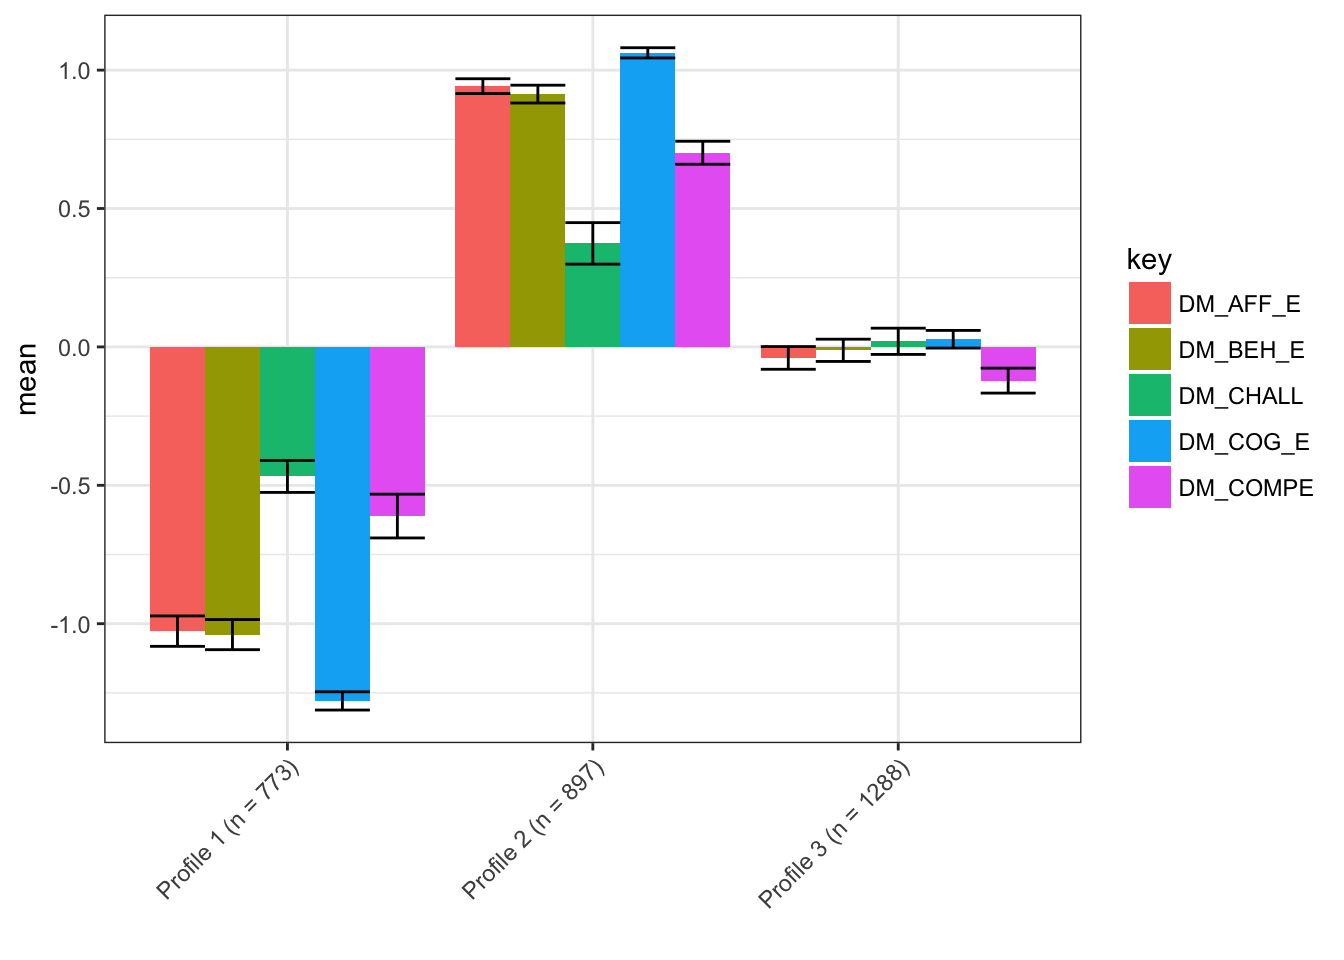 mean
1.0
0.5
0.0
-0.5
-1.0
Profile 1 (n = 773)
Profile 2 (n = 897)
Profile 3 (n = 1288)
key
DM_AFF_E
DM_BEH_E
DM_CHALL
DM_COG_E
DM_COMPE